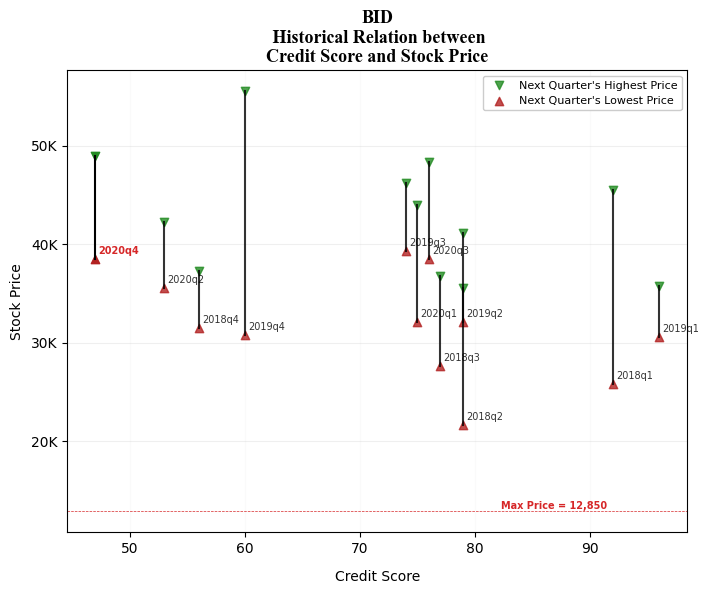 BID
Historical Relation between
Credit Score and Stock Price
Next Quarter's Highest Price
Next Quarter's Lowest Price
Stock Price
50K
40K
30K
20K
2020q4
2020q2
2018q4
2019q4
2019q3
2020q3
2020q1
2019q2
2018q3
2018q2
2018q1
2019q1
Max Price = 12,850
50
60
70
80
90
Credit Score